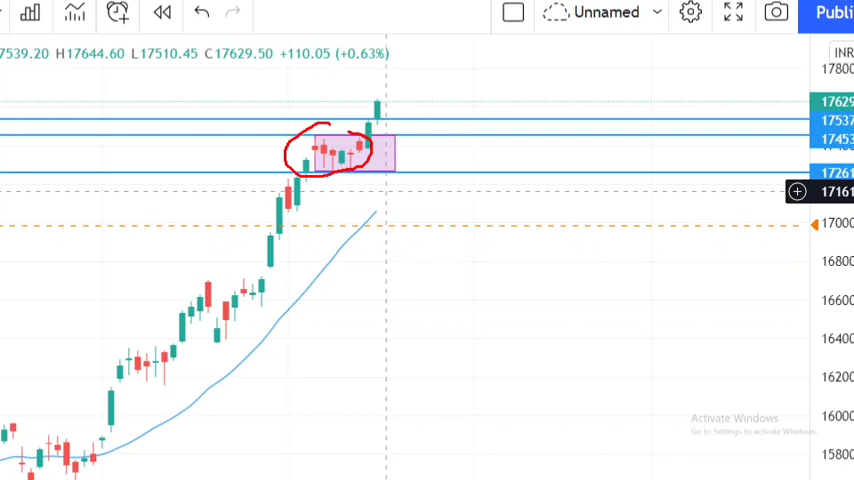 Unnamed
Publi
7539.20 H17644.60 L17510.45 C17629.50 +110.05 (+0.63%)
INR
17800
17629
17537
17453
17261
17161
17000
16800
16600
16400
16200
16000
15800
Activate Windows
Go to Settings to activate Windows.